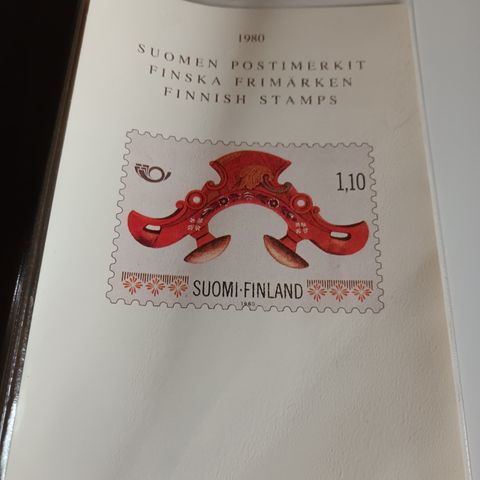 1980
SUOMEN POSTIMERKIT
FINSKA FRIMÄRKEN
FINNISH STAMPS
1,10
SUOMI·FINLAND
1980